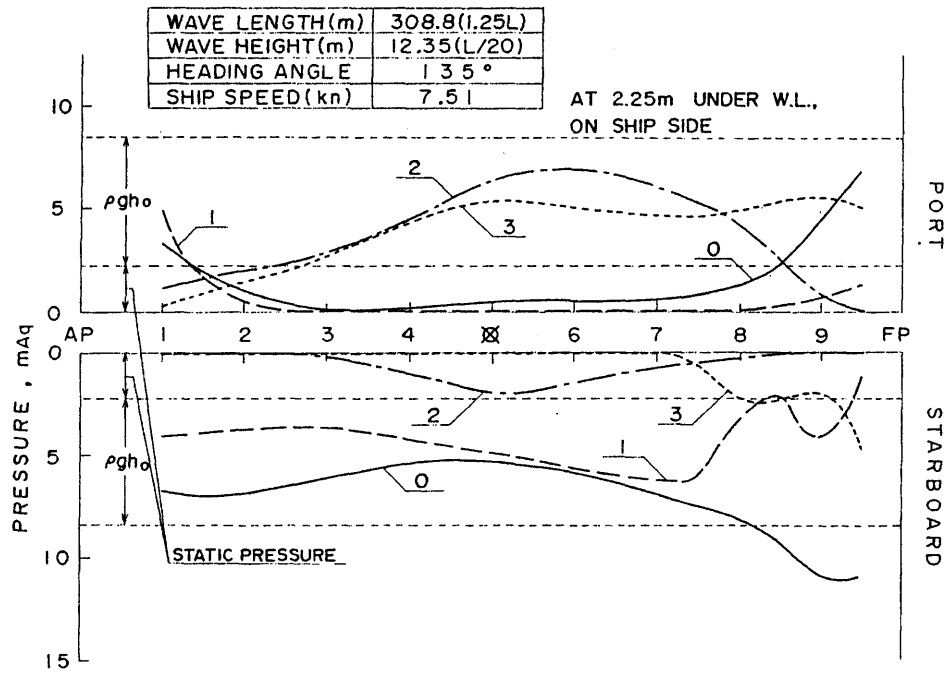 WAVE LENGTH(m) 308.8(1.25L)
WAVE HEIGHT(m) 12.35(L/20)
HEADING ANGLE 135°
SHIP SPEED(kn) 7.51
AT 2.25m UNDER W.L.,
ON SHIP SIDE
10
5
0
ρgh₀
1
2
3
0
PORT
AP 1 2 3 4 5 6 7 8 9 FP
0
5
10
15
PRESSURE, mAq
ρgh₀
2
3
1
0
STATIC PRESSURE
STARBOARD